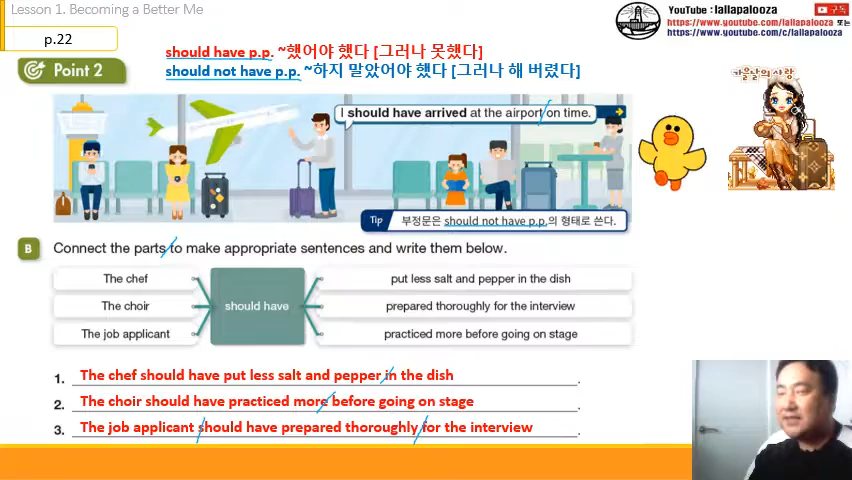 Lesson 1. Becoming a Better Me
YouTube : lallapalooza
구독
https://www.youtube.com/lallapalooza 또는
https://www.youtube.com/c/lallapalooza
p.22
should have p.p. ~했어야 했다 [그러나 못했다]
should not have p.p. ~하지 말았어야 했다 [그러나 해 버렸다]
Point 2
가을날의 사랑
I should have arrived at the airport on time.
Tip 부정문은 should not have p.p.의 형태로 쓴다.
B Connect the parts to make appropriate sentences and write them below.
The chef
put less salt and pepper in the dish
The choir
should have
prepared thoroughly for the interview
The job applicant
practiced more before going on stage
1. The chef should have put less salt and pepper in the dish.
2. The choir should have practiced more before going on stage.
3. The job applicant should have prepared thoroughly for the interview.